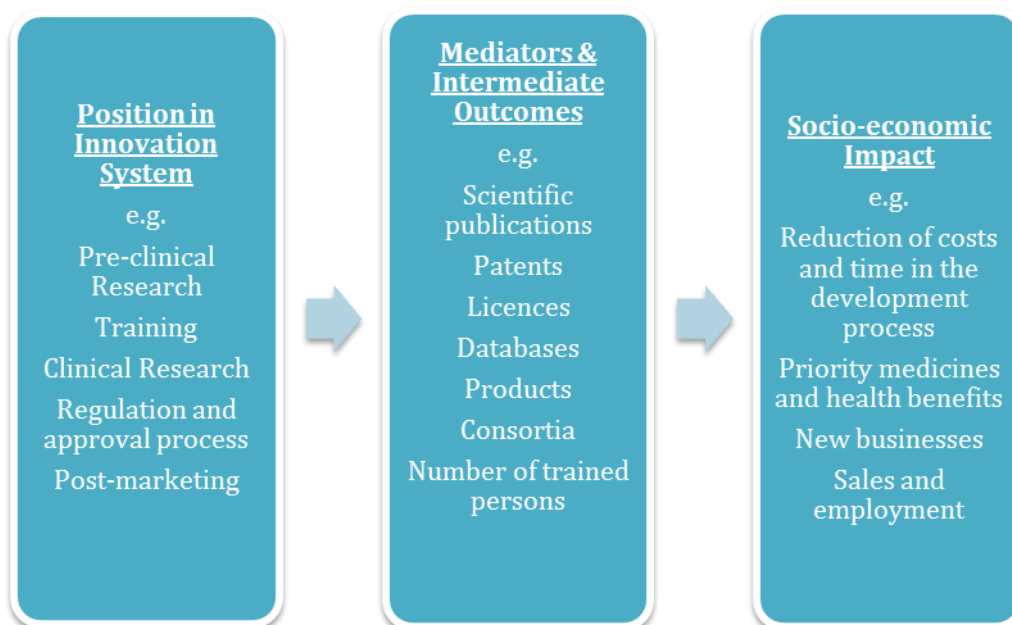 Position in
Innovation
System
e.g.
Pre-clinical
Research
Training
Clinical Research
Regulation and
approval process
Post-marketing
Mediators &
Intermediate
Outcomes
e.g.
Scientific
publications
Patents
Licences
Databases
Products
Consortia
Number of trained
persons
Socio-economic
Impact
e.g.
Reduction of costs
and time in the
development
process
Priority medicines
and health benefits
New businesses
Sales and
employment